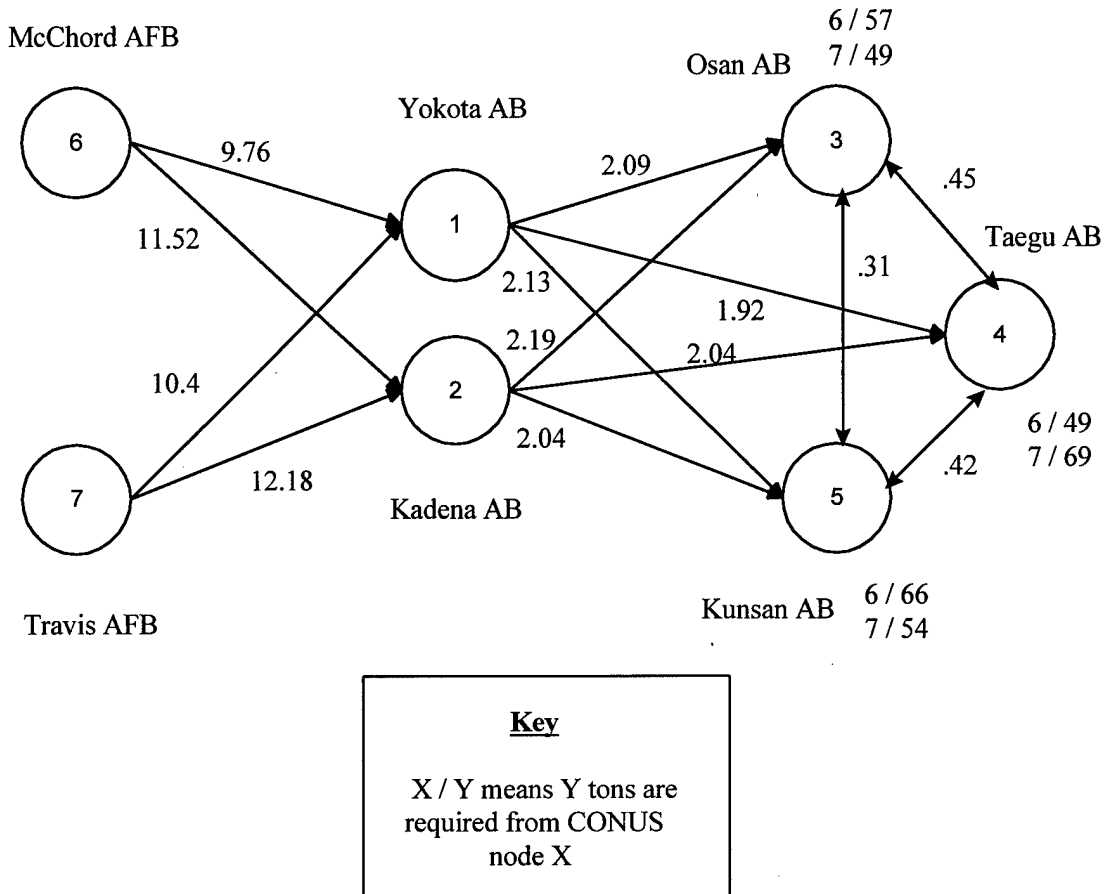 McChord AFB
6 / 57
7 / 49
Osan AB
Yokota AB
6
3
9.76
2.09
.45
11.52
1
Taegu AB
2.13
.31
1.92
4
2.19
2.04
10.4
2
2.04
6 / 49
7 / 69
12.18
.42
7
Kadena AB
5
Travis AFB
Kunsan AB
6 / 66
7 / 54
Key
X / Y means Y tons are
required from CONUS
node X